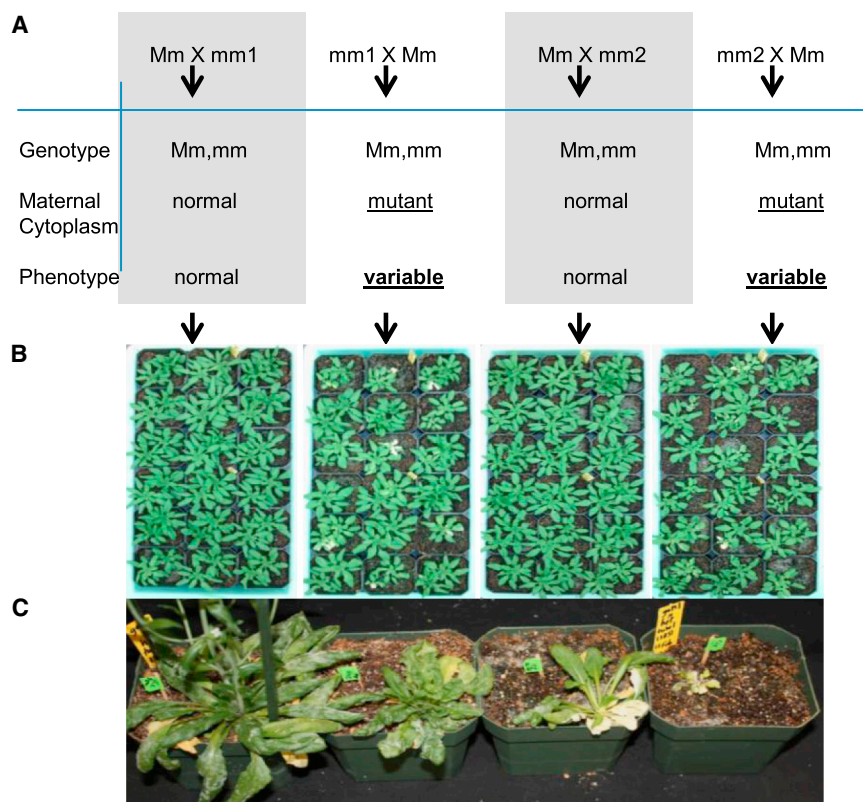 A
Mm X mm1 mm1 X Mm Mm X mm2 mm2 X Mm
Genotype Mm,mm Mm,mm Mm,mm Mm,mm
Maternal
Cytoplasm normal mutant normal mutant
Phenotype normal variable normal variable
B
C